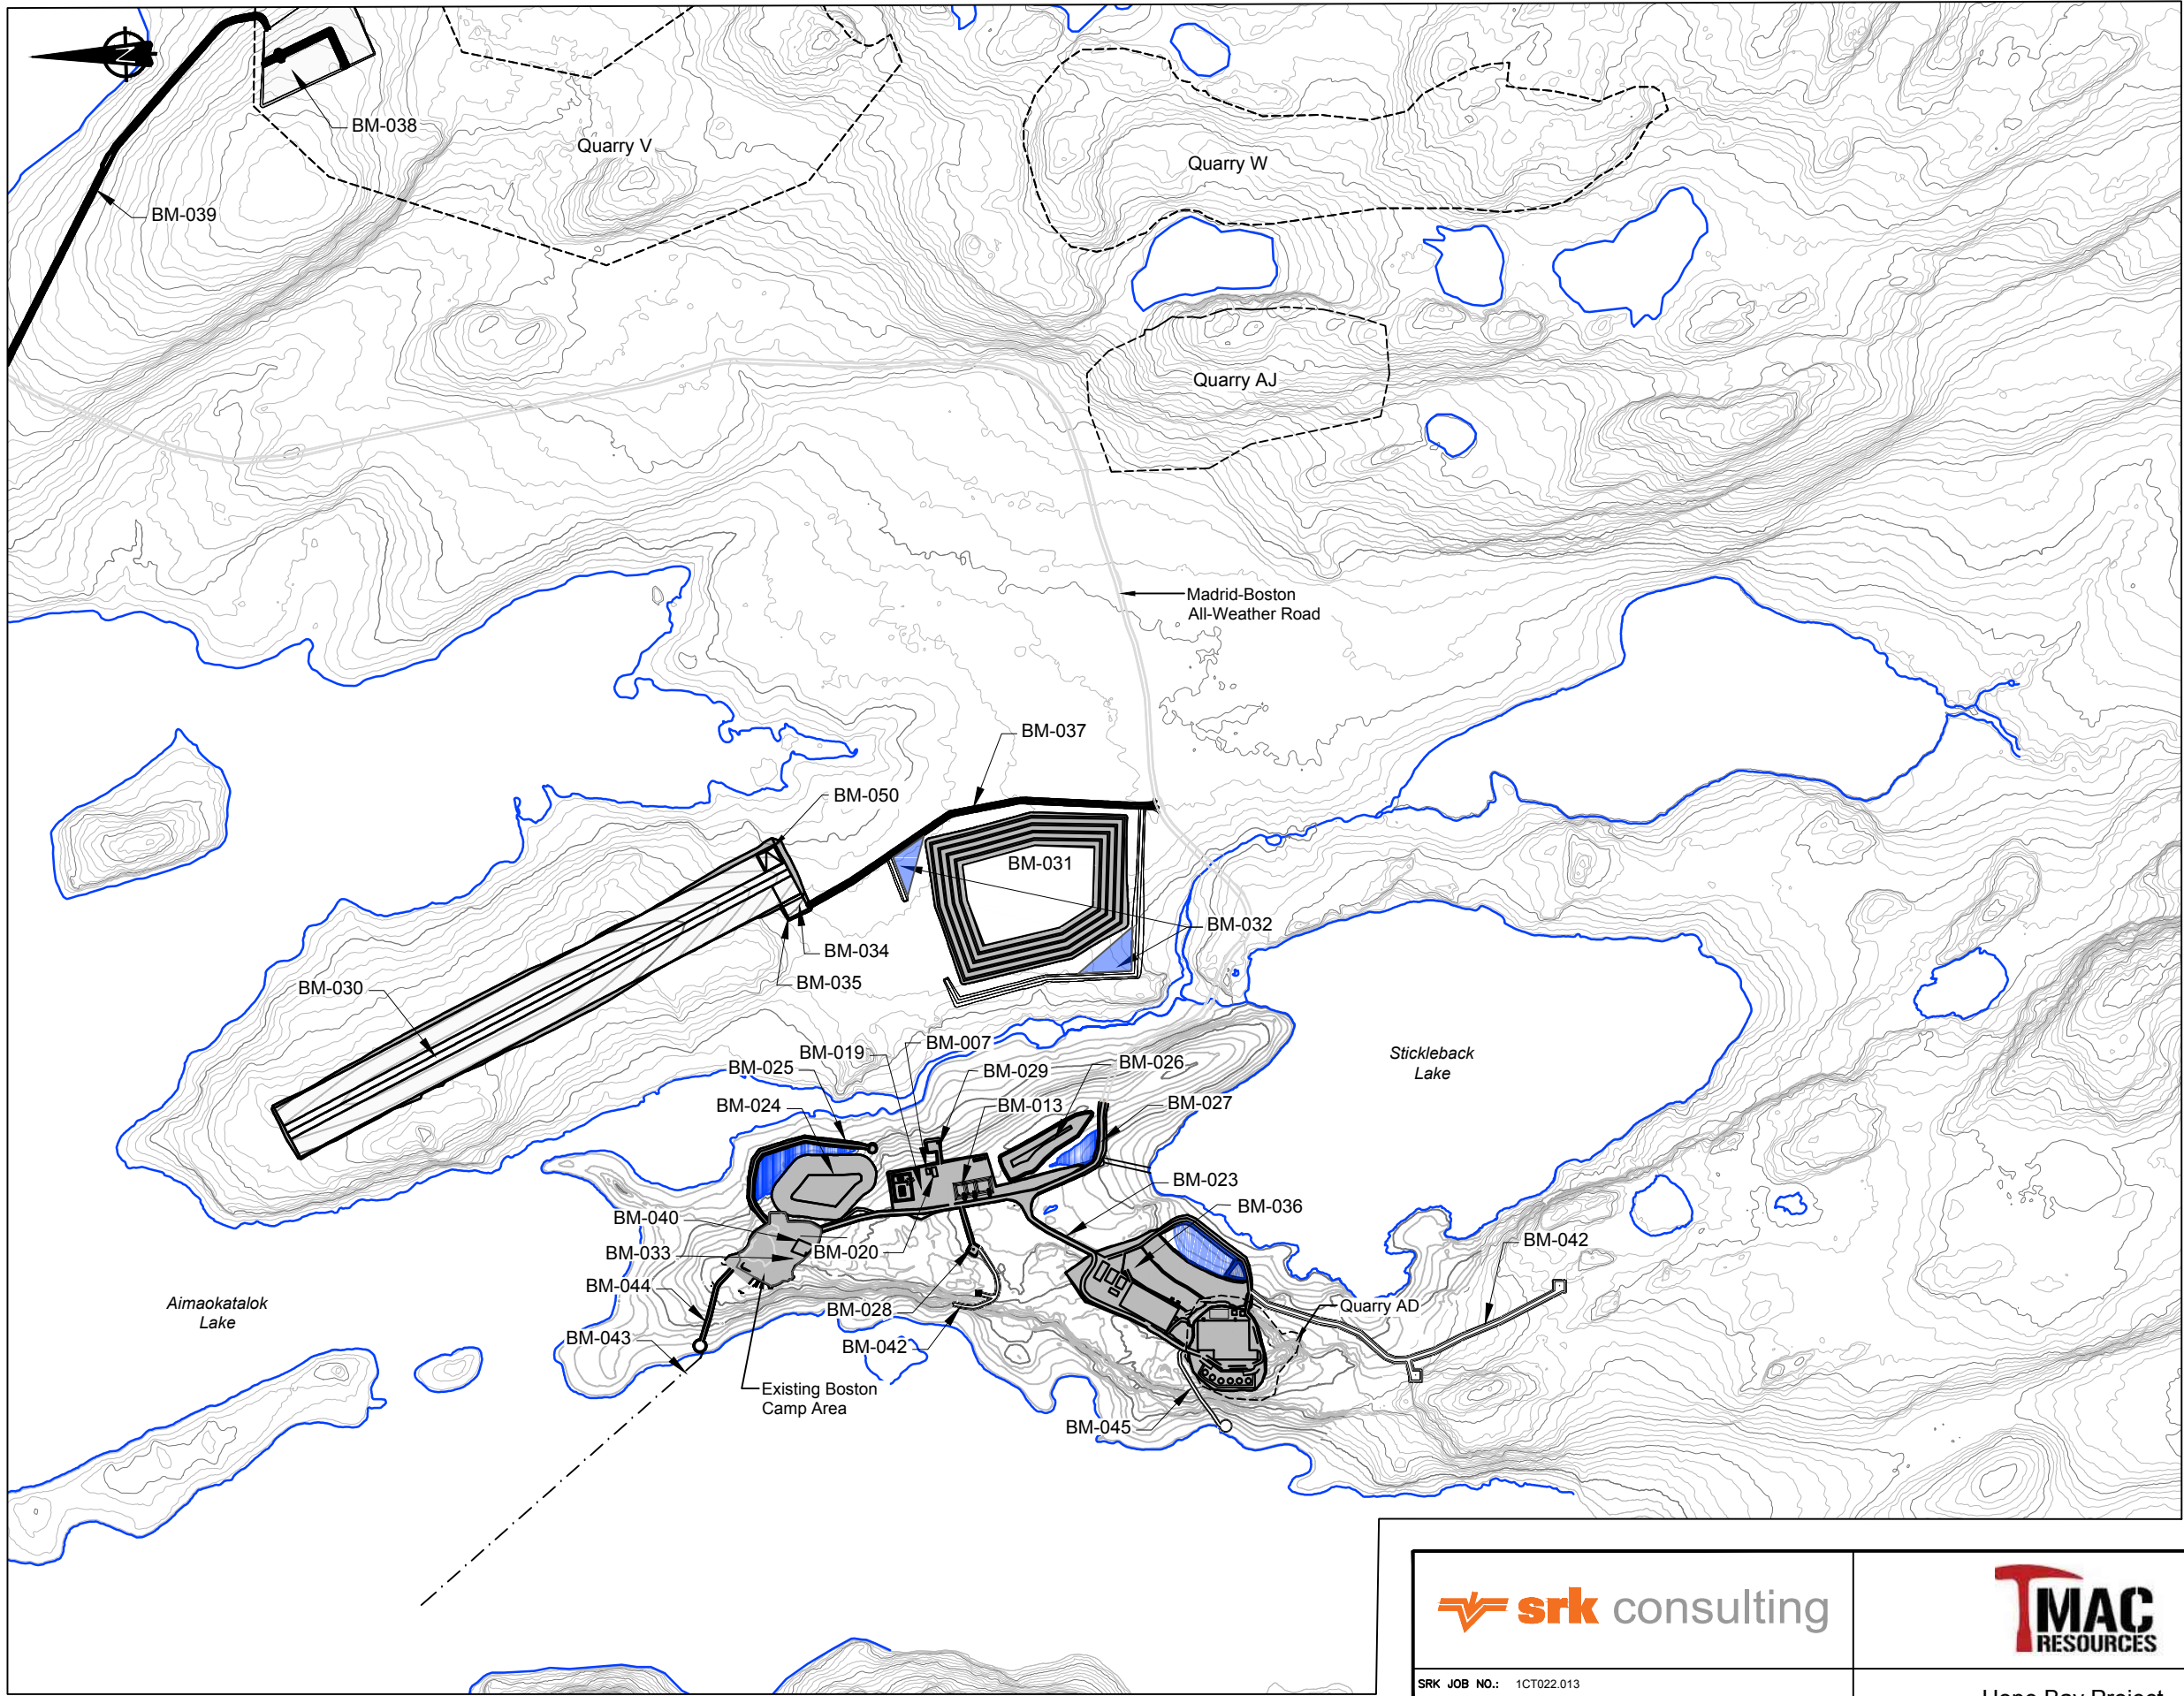 N
BM-038
Quarry V
Quarry W
BM-039
Quarry AJ
Madrid-Boston
All-Weather Road
BM-037
BM-050
BM-031
BM-032
BM-034
BM-035
BM-030
BM-007
BM-019
BM-025
BM-029
BM-026
BM-024
BM-013
BM-027
Stickleback
Lake
BM-023
BM-036
BM-040
BM-033
BM-020
BM-042
BM-044
BM-028
Quarry AD
Aimaokatalok
Lake
BM-043
BM-042
Existing Boston
Camp Area
BM-045
srk consulting
TMAC
RESOURCES
SRK JOB NO.: 1CT022.013